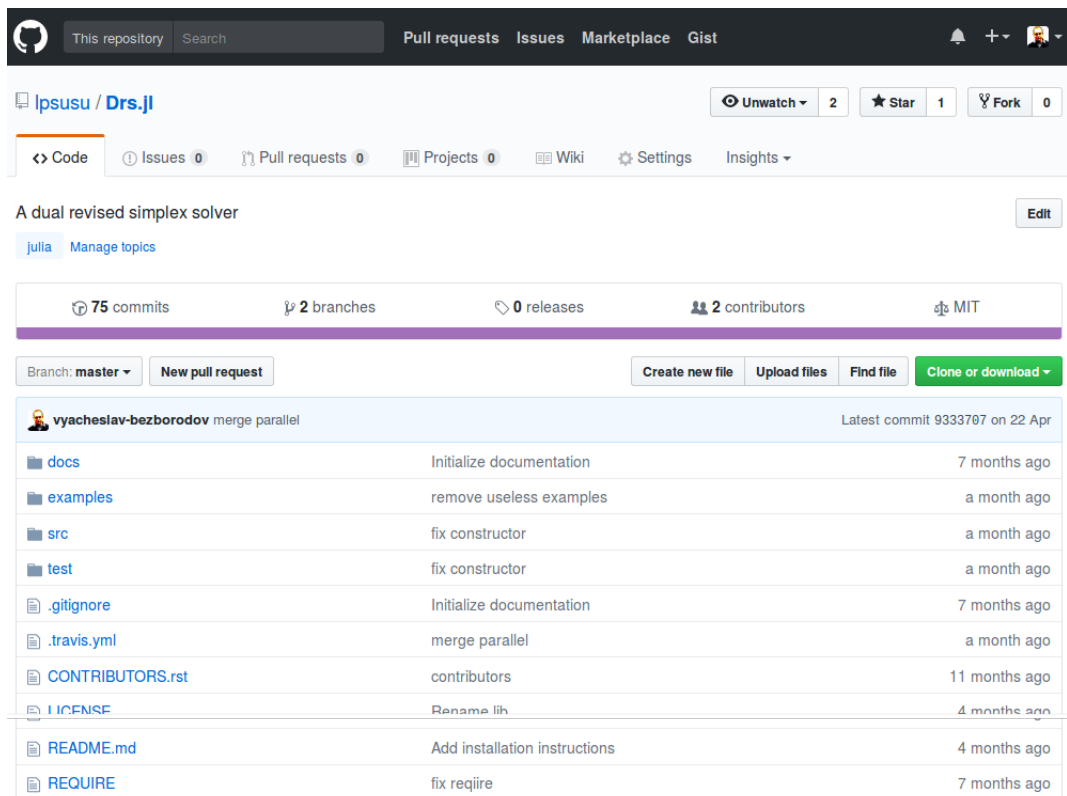 This repository Search Pull requests Issues Marketplace Gist
lpsusu / Drs.jl Unwatch 2 Star 1 Fork 0
Code Issues 0 Pull requests 0 Projects 0 Wiki Settings Insights
A dual revised simplex solver Edit
julia Manage topics
75 commits 2 branches 0 releases 2 contributors MIT
Branch: master New pull request Create new file Upload files Find file Clone or download
vyacheslav-bezborodov merge parallel Latest commit 9333707 on 22 Apr
docs Initialize documentation 7 months ago
examples remove useless examples a month ago
src fix constructor a month ago
test fix constructor a month ago
.gitignore Initialize documentation 7 months ago
.travis.yml merge parallel a month ago
CONTRIBUTORS.rst contributors 11 months ago
LICENSE Rename lib 4 months ago
README.md Add installation instructions 4 months ago
REQUIRE fix reqiire 7 months ago